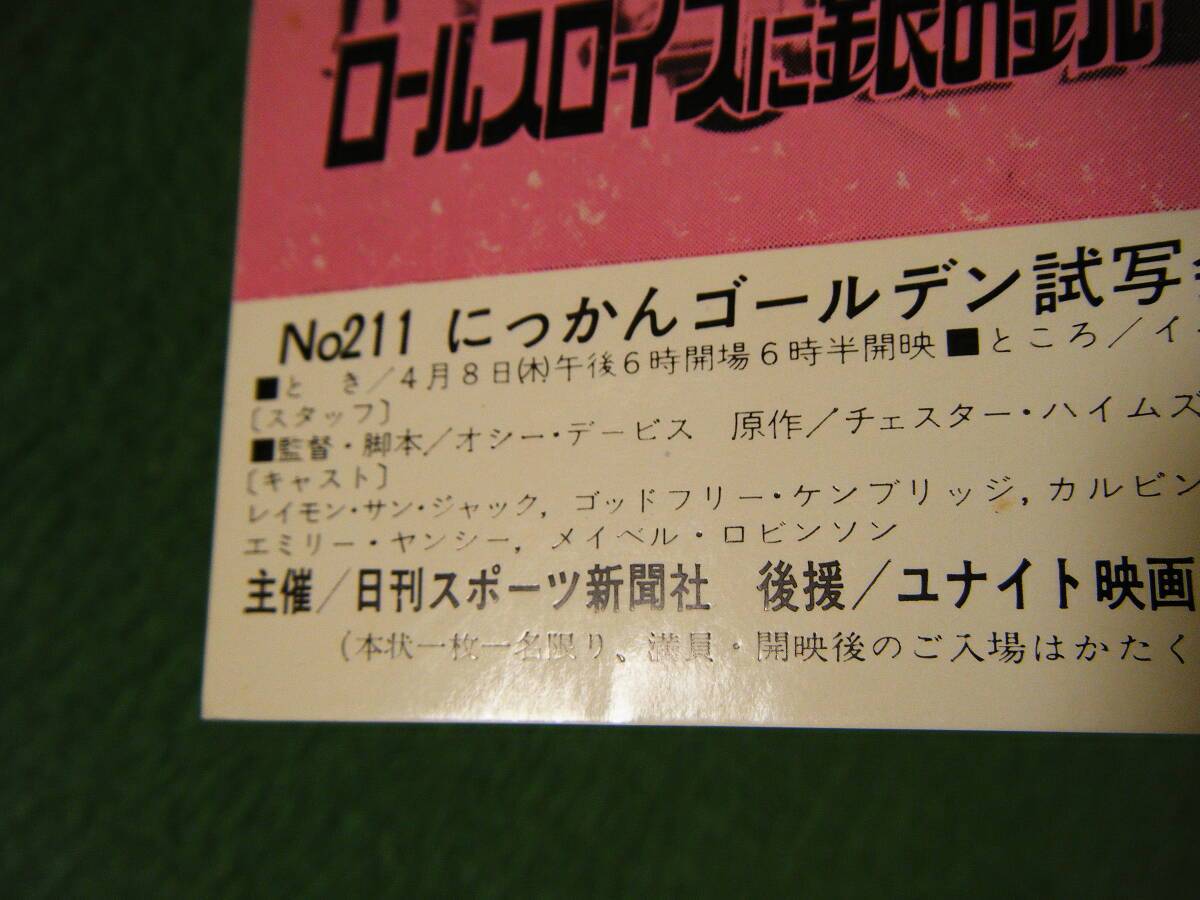 ロールスロイスに銀の銃
No211 にっかんゴールデン試写
■とき/4月8日(木)午後6時開場6時半開映■ところ/イ
〔スタッフ〕
■監督・脚本/オシー・デービス 原作/チェスター・ハイムズ
〔キャスト〕
レイモン・サン・ジャック, ゴッドフリー・ケンブリッジ, カルビン
エミリー・ヤンシー, メイベル・ロビンソン
主催/日刊スポーツ新聞社 後援/ユナイト映画
(本状一枚一名限り、満員・開映後のご入場はかたく